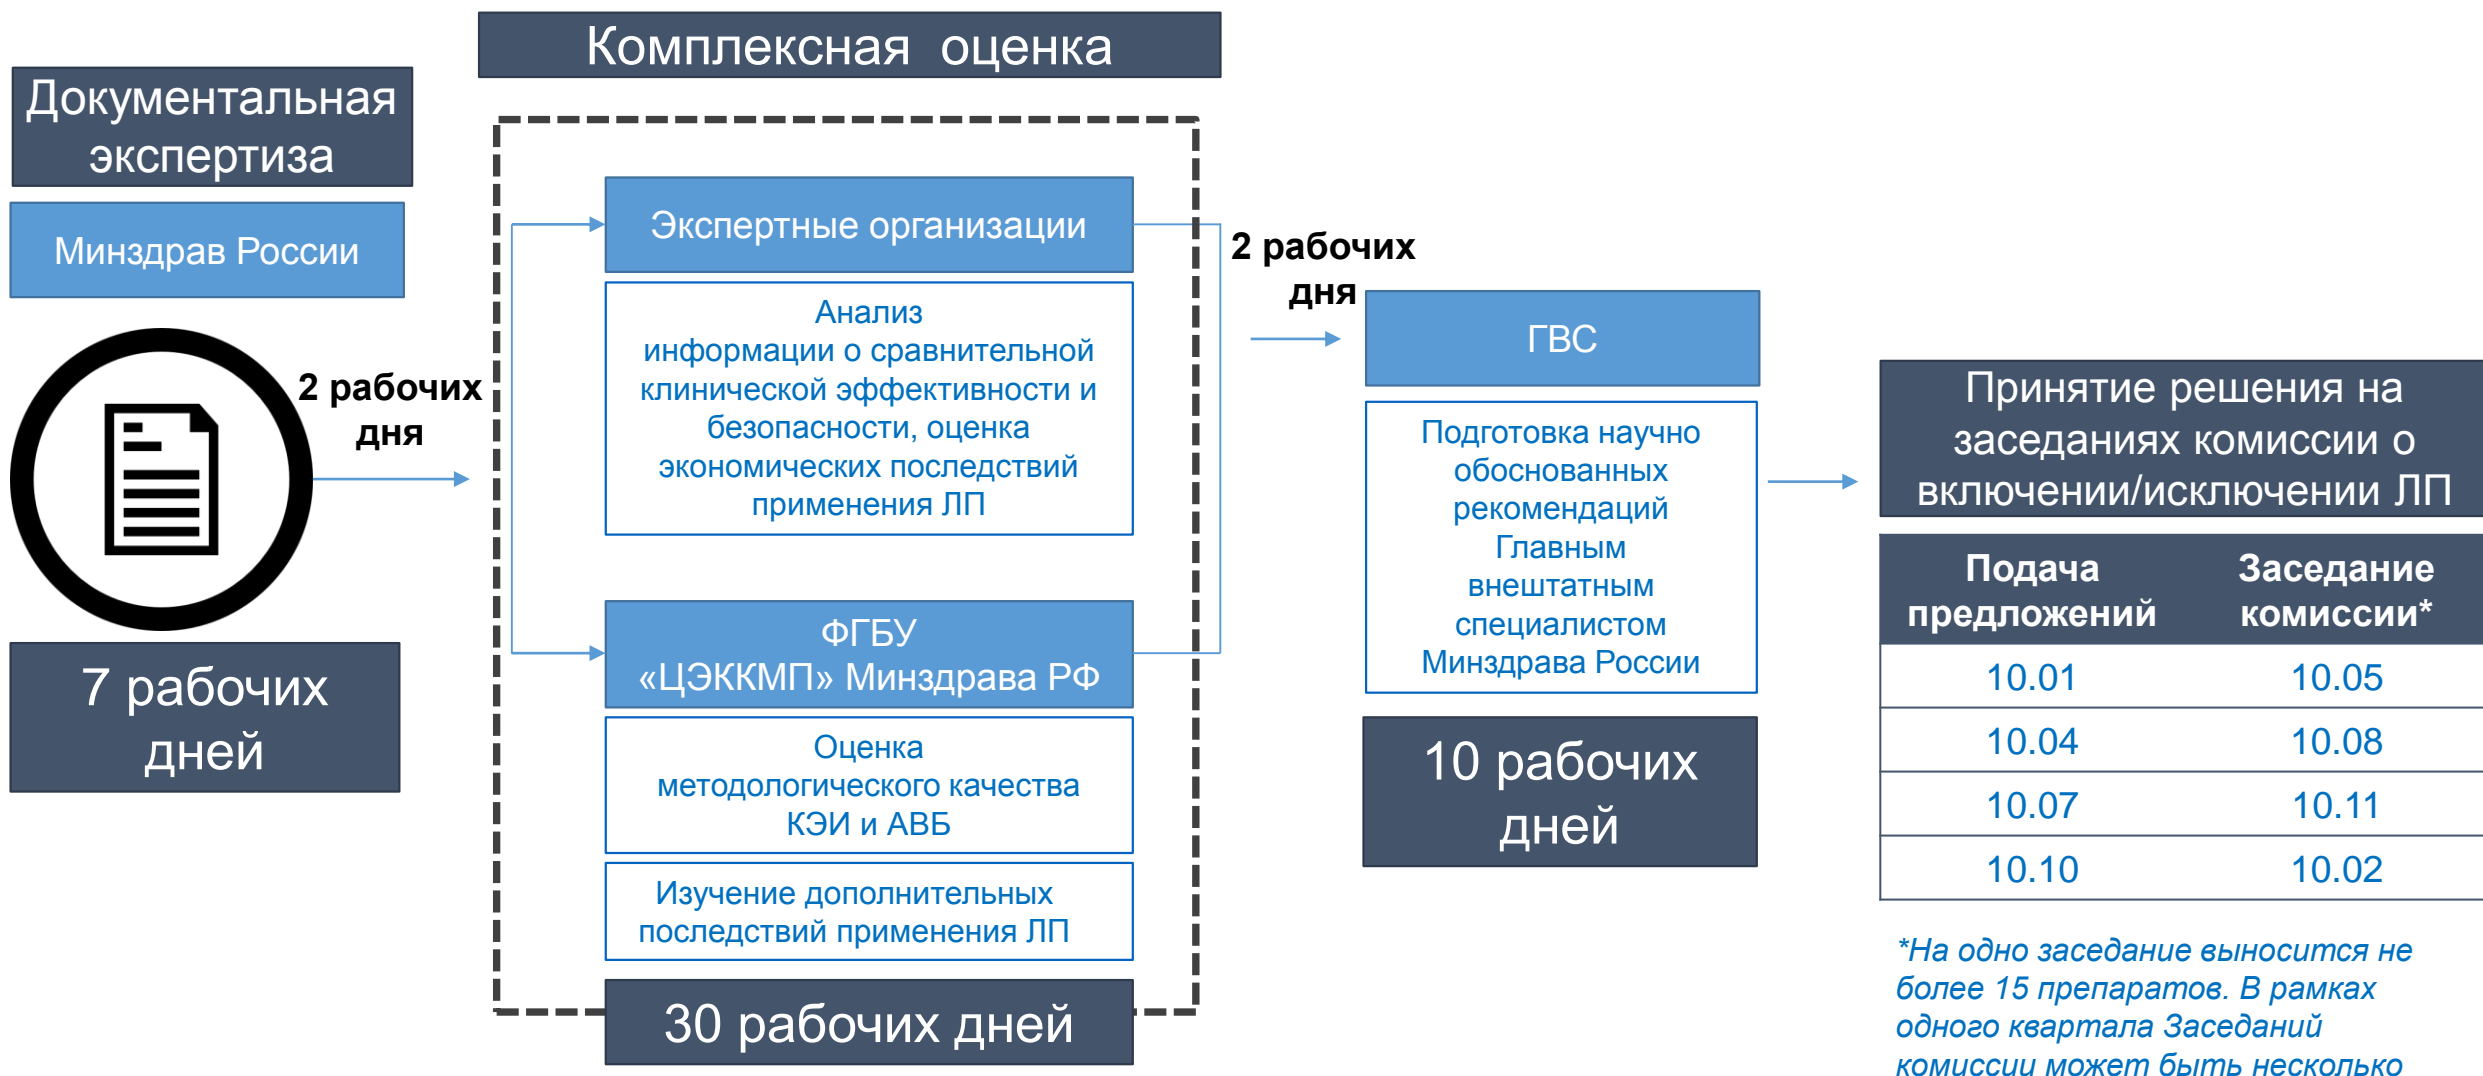 Комплексная оценка
Документальная
экспертиза
Минздрав России
2 рабочих
дня
7 рабочих
дней
Экспертные организации
Анализ
информации о сравнительной
клинической эффективности и
безопасности, оценка
экономических последствий
применения ЛП
ФГБУ
«ЦЭККМП» Минздрава РФ
Оценка
методологического качества
КЭИ и АВБ
Изучение дополнительных
последствий применения ЛП
30 рабочих дней
2 рабочих
дня
ГВС
Подготовка научно
обоснованных
рекомендаций
Главным
внештатным
специалистом
Минздрава России
10 рабочих
дней
Принятие решения на
заседаниях комиссии о
включении/исключении ЛП
Подача Заседание
предложений комиссии*
10.01 10.05
10.04 10.08
10.07 10.11
10.10 10.02
*На одно заседание выносится не
более 15 препаратов. В рамках
одного квартала Заседаний
комиссии может быть несколько